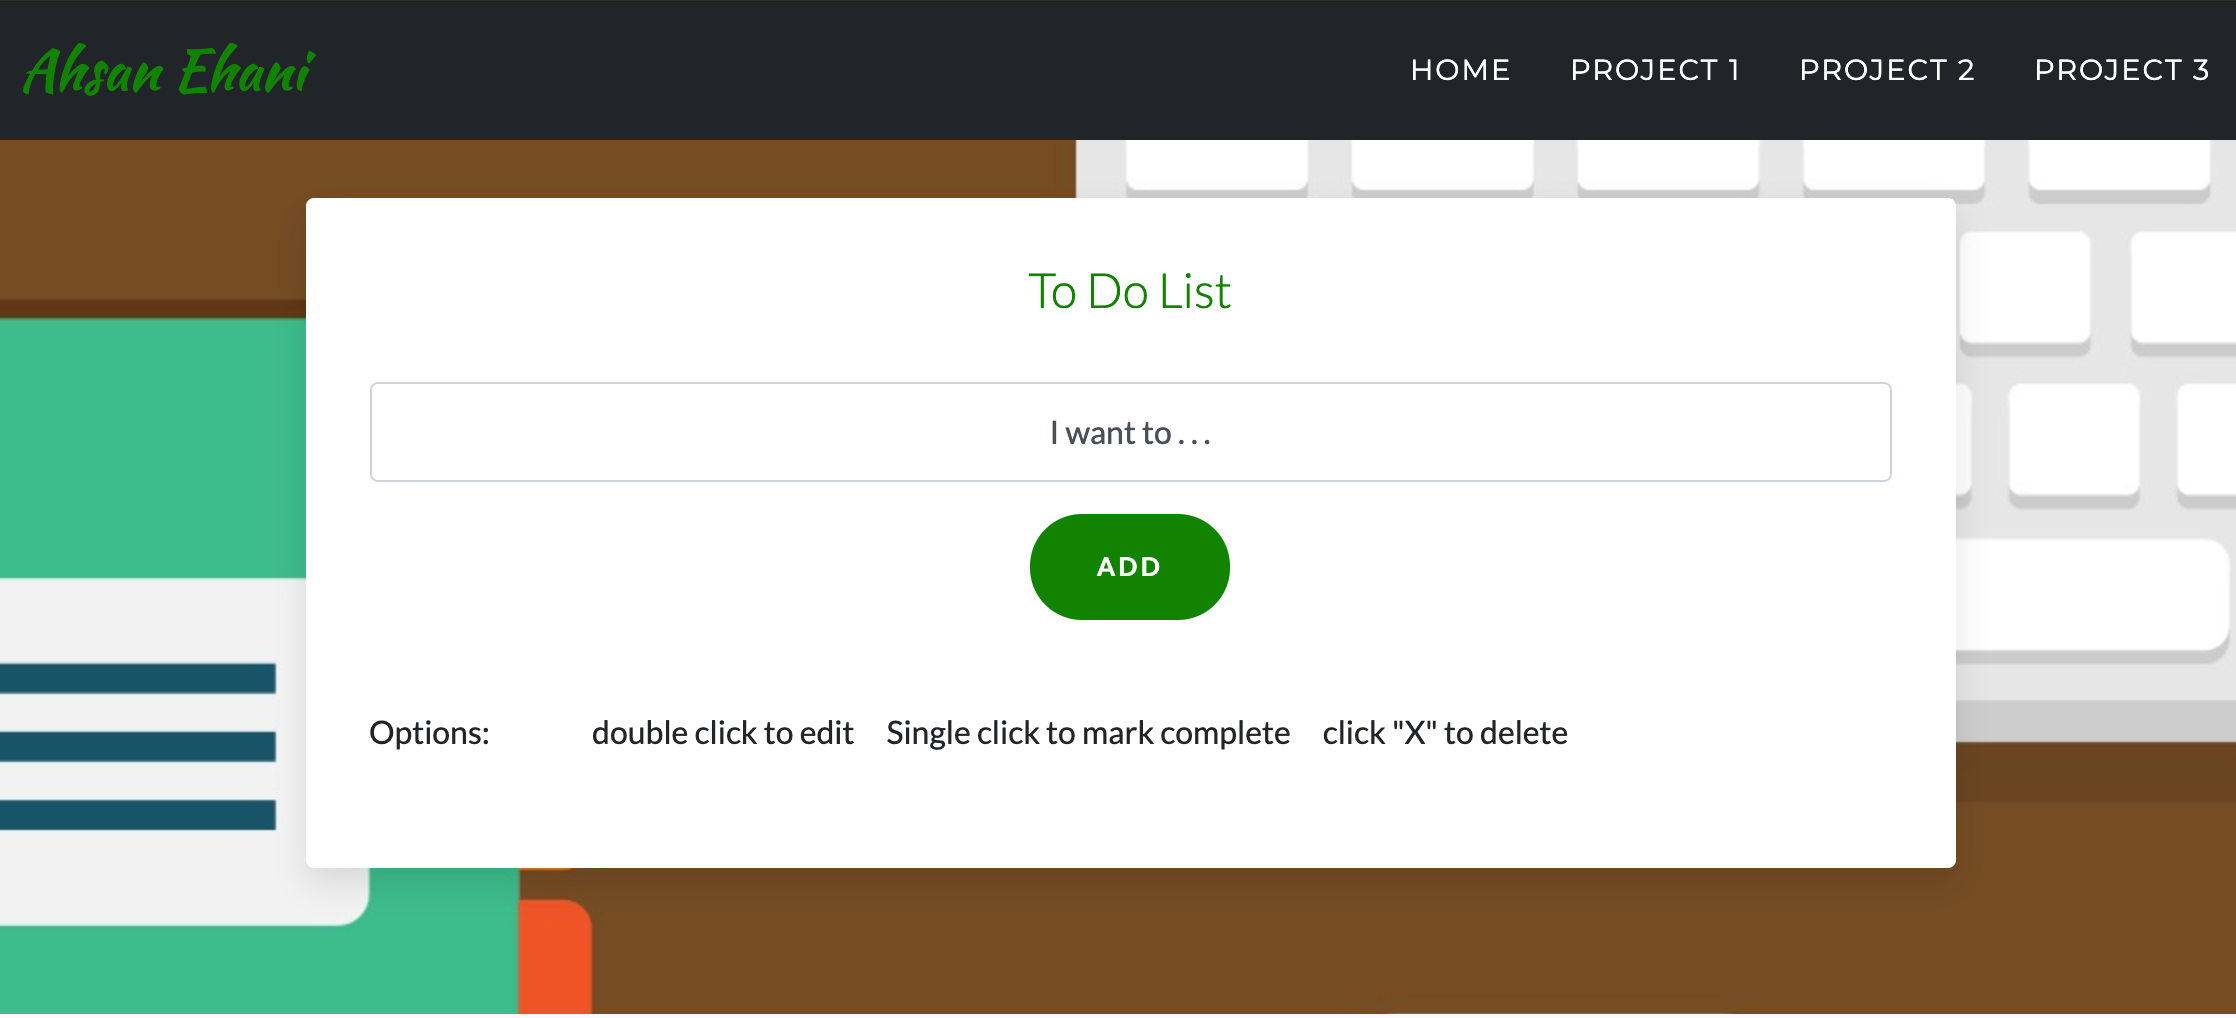 Ahsan Ehani HOME PROJECT 1 PROJECT 2 PROJECT 3
To Do List
I want to . . .
ADD
Options: double click to edit Single click to mark complete click "X" to delete